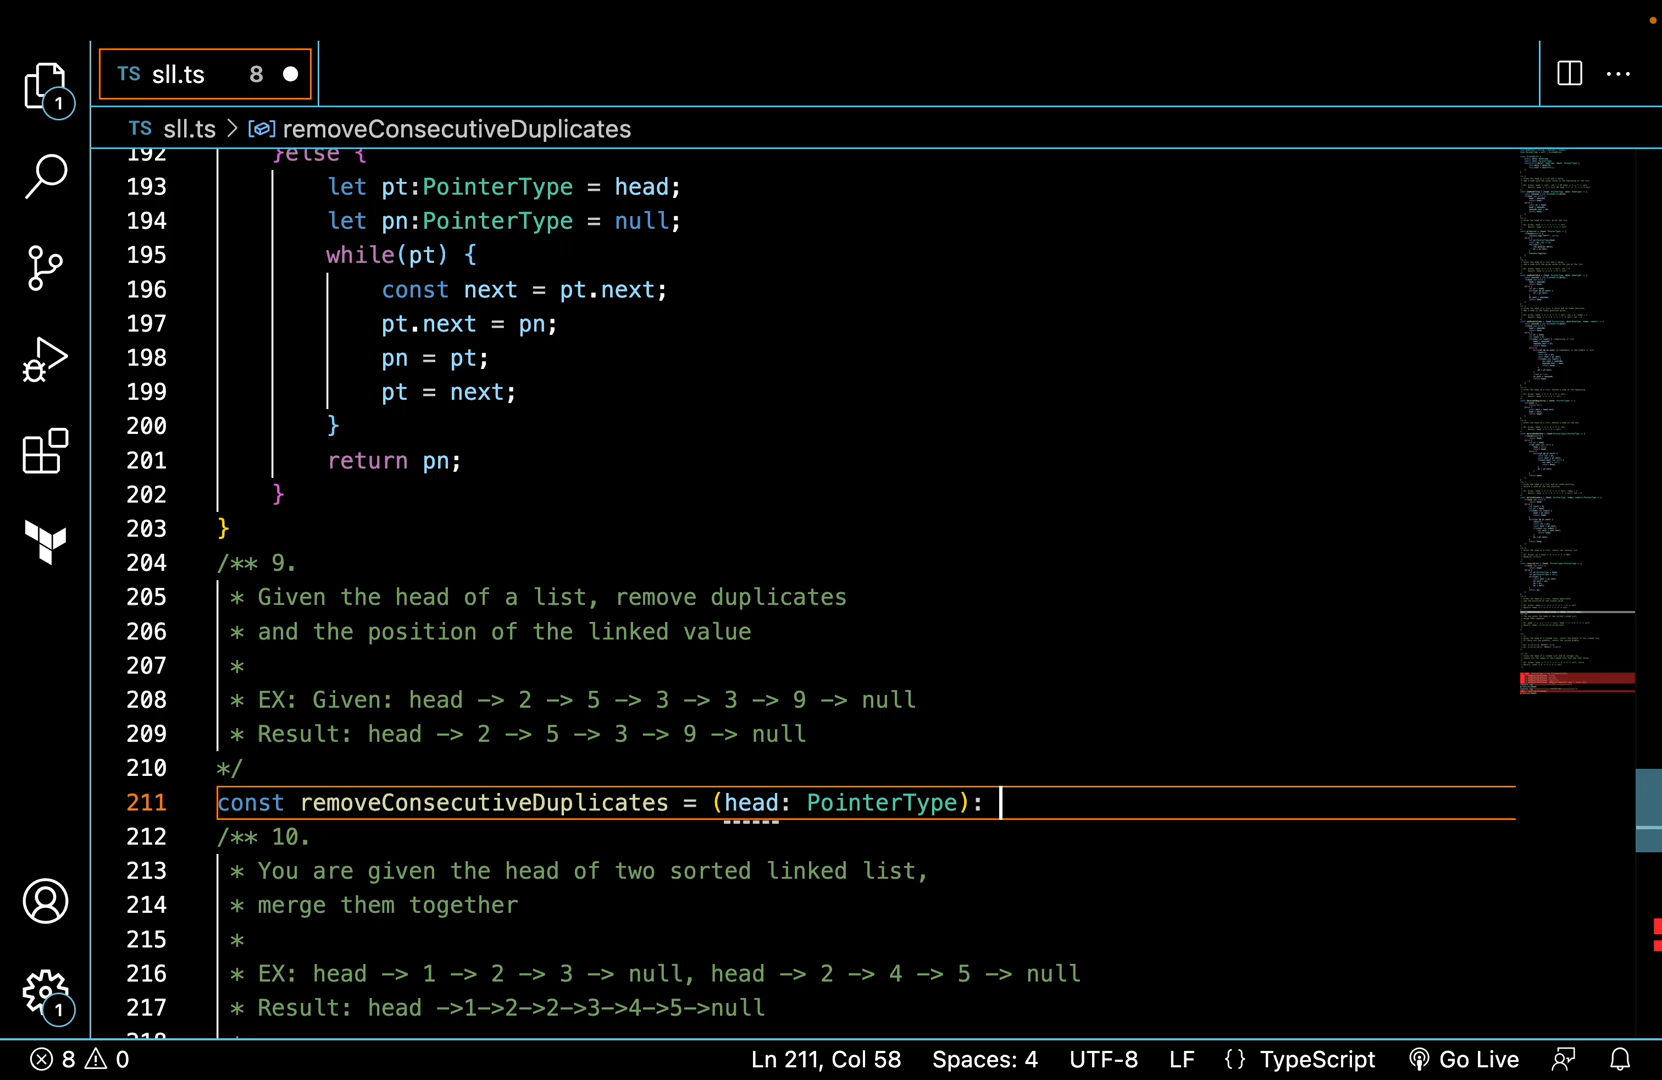 TS sll.ts 8
1
TS sll.ts > removeConsecutiveDuplicates
192 }else {
193 let pt:PointerType = head;
194 let pn:PointerType = null;
195 while(pt) {
196 const next = pt.next;
197 pt.next = pn;
198 pn = pt;
199 pt = next;
200 }
201 return pn;
202 }
203 }
204 /** 9.
205 * Given the head of a list, remove duplicates
206 * and the position of the linked value
207 *
208 * EX: Given: head -> 2 -> 5 -> 3 -> 3 -> 9 -> null
209 * Result: head -> 2 -> 5 -> 3 -> 9 -> null
210 */
211 const removeConsecutiveDuplicates = (head: PointerType):
212 /** 10.
213 * You are given the head of two sorted linked list,
214 * merge them together
215 *
216 * EX: head -> 1 -> 2 -> 3 -> null, head -> 2 -> 4 -> 5 -> null
217 * Result: head ->1->2->2->3->4->5->null
1
8 0 Ln 211, Col 58 Spaces: 4 UTF-8 LF {} TypeScript Go Live